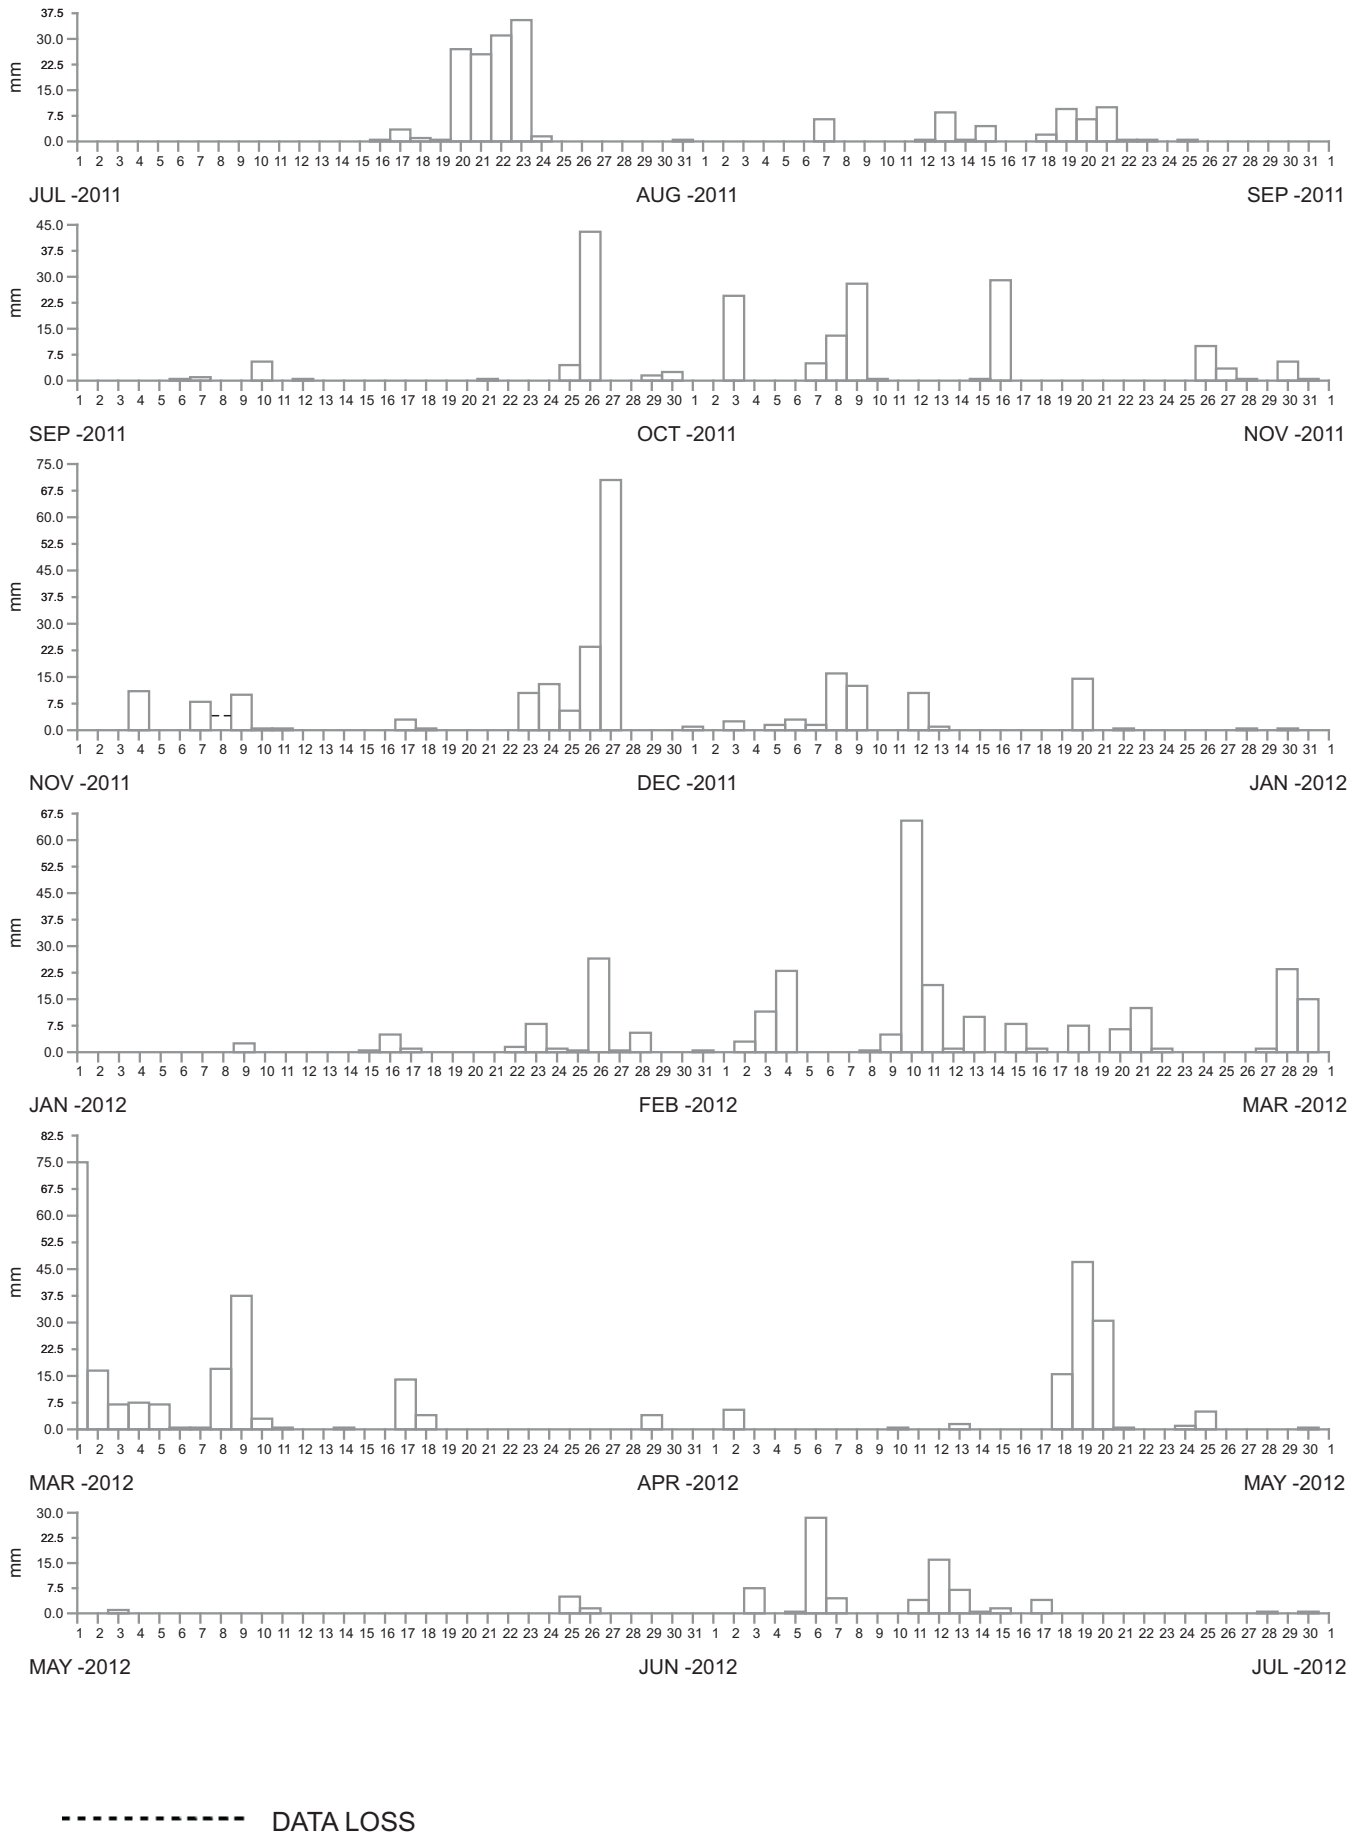 37.5
30.0
22.5
15.0
7.5
0.0
mm
1 2 3 4 5 6 7 8 9 10 11 12 13 14 15 16 17 18 19 20 21 22 23 24 25 26 27 28 29 30 31 1 2 3 4 5 6 7 8 9 10 11 12 13 14 15 16 17 18 19 20 21 22 23 24 25 26 27 28 29 30 31 1
JUL -2011 AUG -2011 SEP -2011
45.0
37.5
30.0
22.5
15.0
7.5
0.0
mm
1 2 3 4 5 6 7 8 9 10 11 12 13 14 15 16 17 18 19 20 21 22 23 24 25 26 27 28 29 30 1 2 3 4 5 6 7 8 9 10 11 12 13 14 15 16 17 18 19 20 21 22 23 24 25 26 27 28 29 30 31 1
SEP -2011 OCT -2011 NOV -2011
75.0
67.5
60.0
52.5
45.0
37.5
30.0
22.5
15.0
7.5
0.0
mm
1 2 3 4 5 6 7 8 9 10 11 12 13 14 15 16 17 18 19 20 21 22 23 24 25 26 27 28 29 30 1 2 3 4 5 6 7 8 9 10 11 12 13 14 15 16 17 18 19 20 21 22 23 24 25 26 27 28 29 30 31 1
NOV -2011 DEC -2011 JAN -2012
67.5
60.0
52.5
45.0
37.5
30.0
22.5
15.0
7.5
0.0
mm
1 2 3 4 5 6 7 8 9 10 11 12 13 14 15 16 17 18 19 20 21 22 23 24 25 26 27 28 29 30 31 1 2 3 4 5 6 7 8 9 10 11 12 13 14 15 16 17 18 19 20 21 22 23 24 25 26 27 28 29 1
JAN -2012 FEB -2012 MAR -2012
82.5
75.0
67.5
60.0
52.5
45.0
37.5
30.0
22.5
15.0
7.5
0.0
mm
1 2 3 4 5 6 7 8 9 10 11 12 13 14 15 16 17 18 19 20 21 22 23 24 25 26 27 28 29 30 31 1 2 3 4 5 6 7 8 9 10 11 12 13 14 15 16 17 18 19 20 21 22 23 24 25 26 27 28 29 30 1
MAR -2012 APR -2012 MAY -2012
30.0
22.5
15.0
7.5
0.0
mm
1 2 3 4 5 6 7 8 9 10 11 12 13 14 15 16 17 18 19 20 21 22 23 24 25 26 27 28 29 30 31 1 2 3 4 5 6 7 8 9 10 11 12 13 14 15 16 17 18 19 20 21 22 23 24 25 26 27 28 29 30 1
MAY -2012 JUN -2012 JUL -2012
DATA LOSS